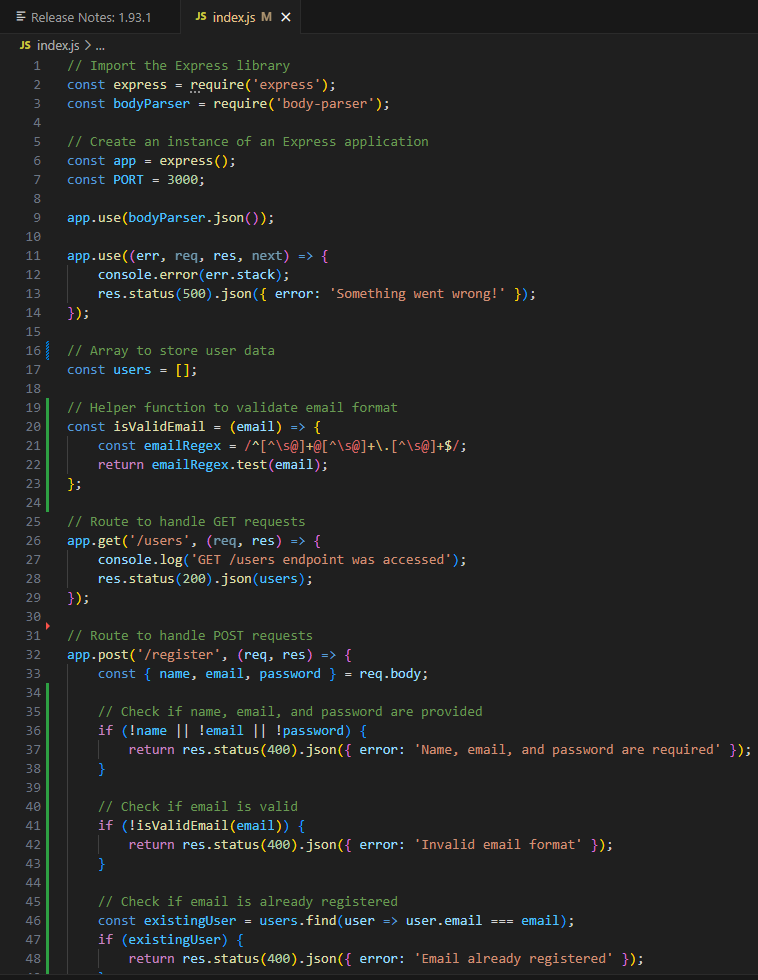 Release Notes: 1.93.1
JS index.js M
JS index.js > ...
1 // Import the Express library
2 const express = require('express');
3 const bodyParser = require('body-parser');
4
5 // Create an instance of an Express application
6 const app = express();
7 const PORT = 3000;
8
9 app.use(bodyParser.json());
10
11 app.use((err, req, res, next) => {
12     console.error(err.stack);
13     res.status(500).json({ error: 'Something went wrong!' });
14 });
15
16 // Array to store user data
17 const users = [];
18
19 // Helper function to validate email format
20 const isValidEmail = (email) => {
21     const emailRegex = /^[^\s@]+@[^\s@]+\.[^\s@]+$/;
22     return emailRegex.test(email);
23 };
24
25 // Route to handle GET requests
26 app.get('/users', (req, res) => {
27     console.log('GET /users endpoint was accessed');
28     res.status(200).json(users);
29 });
30
31 // Route to handle POST requests
32 app.post('/register', (req, res) => {
33     const { name, email, password } = req.body;
34
35     // Check if name, email, and password are provided
36     if (!name || !email || !password) {
37         return res.status(400).json({ error: 'Name, email, and password are required' });
38     }
39
40     // Check if email is valid
41     if (!isValidEmail(email)) {
42         return res.status(400).json({ error: 'Invalid email format' });
43     }
44
45     // Check if email is already registered
46     const existingUser = users.find(user => user.email === email);
47     if (existingUser) {
48         return res.status(400).json({ error: 'Email already registered' });